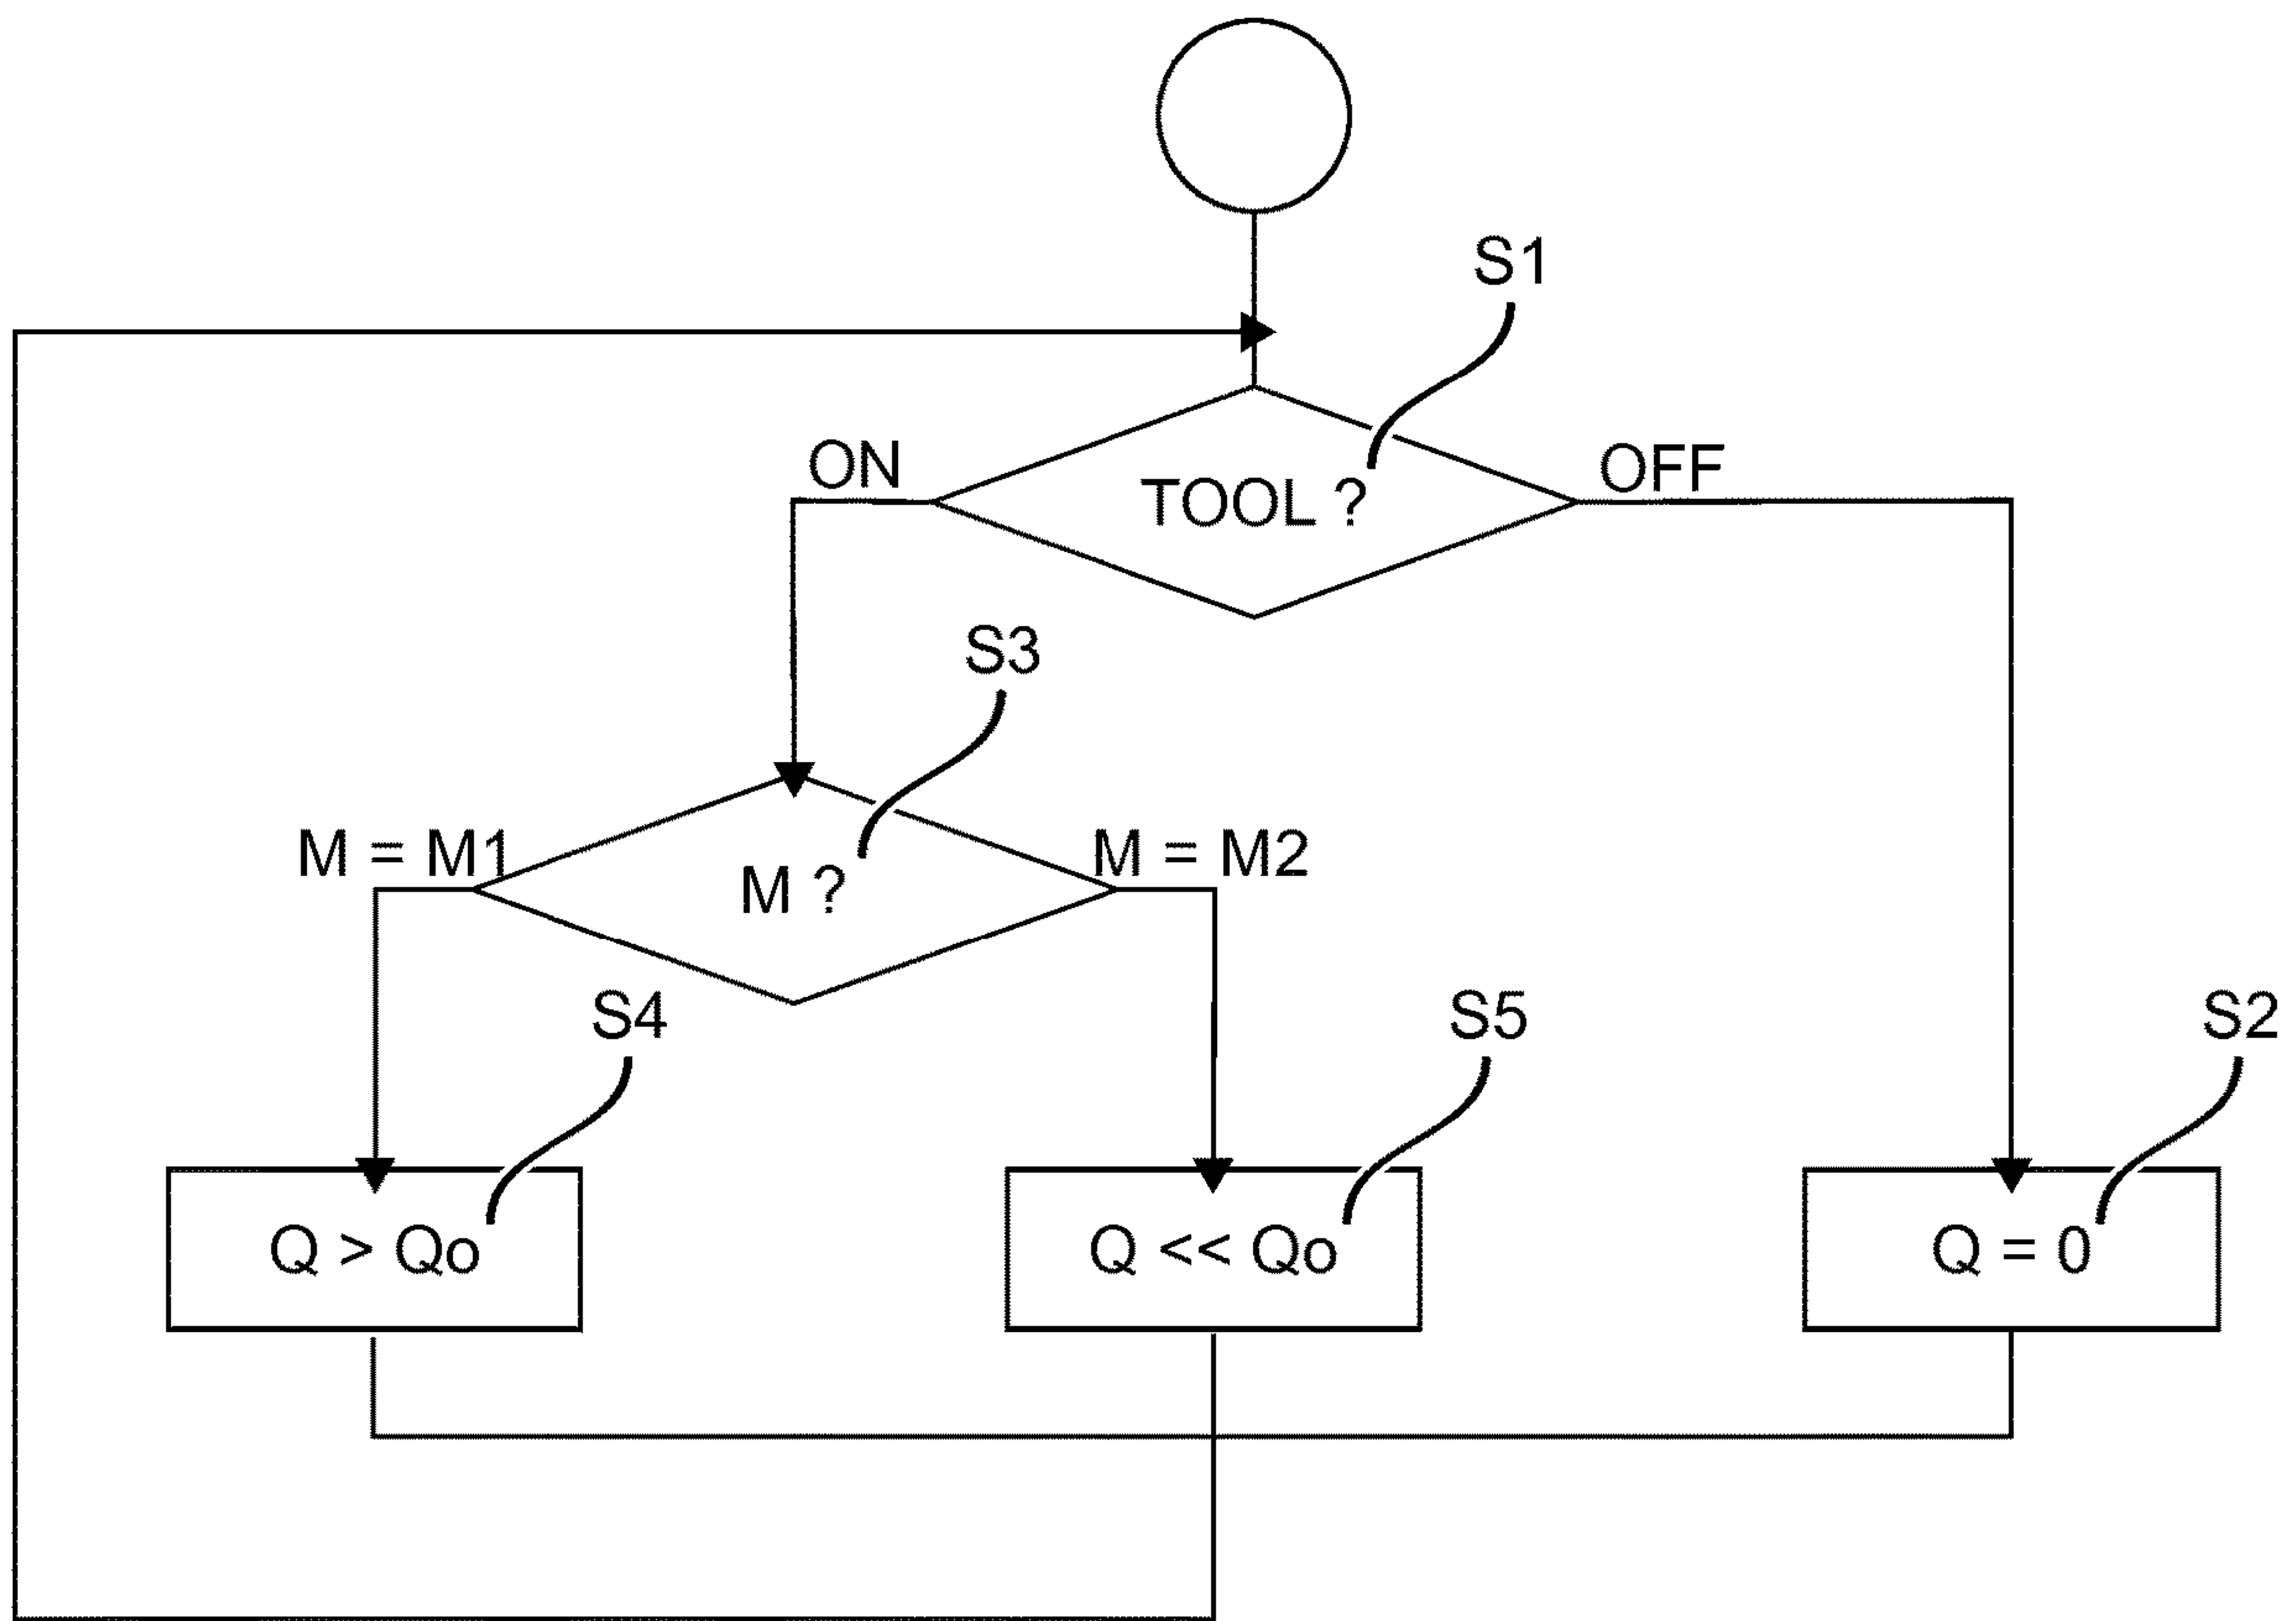 S1
ON
TOOL ?
OFF
S3
M = M1
M ?
M = M2
S4
S5
S2
Q > Qo
Q << Qo
Q = 0